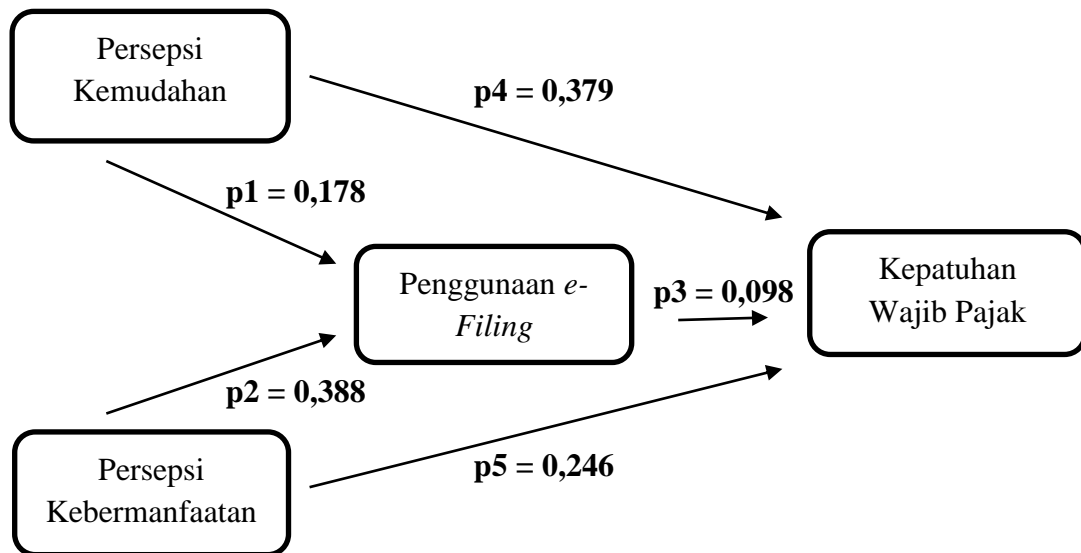 Persepsi
Kemudahan
p4 = 0,379
p1 = 0,178
Penggunaan e-
Filing
p3 = 0,098
Kepatuhan
Wajib Pajak
p2 = 0,388
Persepsi
Kebermanfaatan
p5 = 0,246